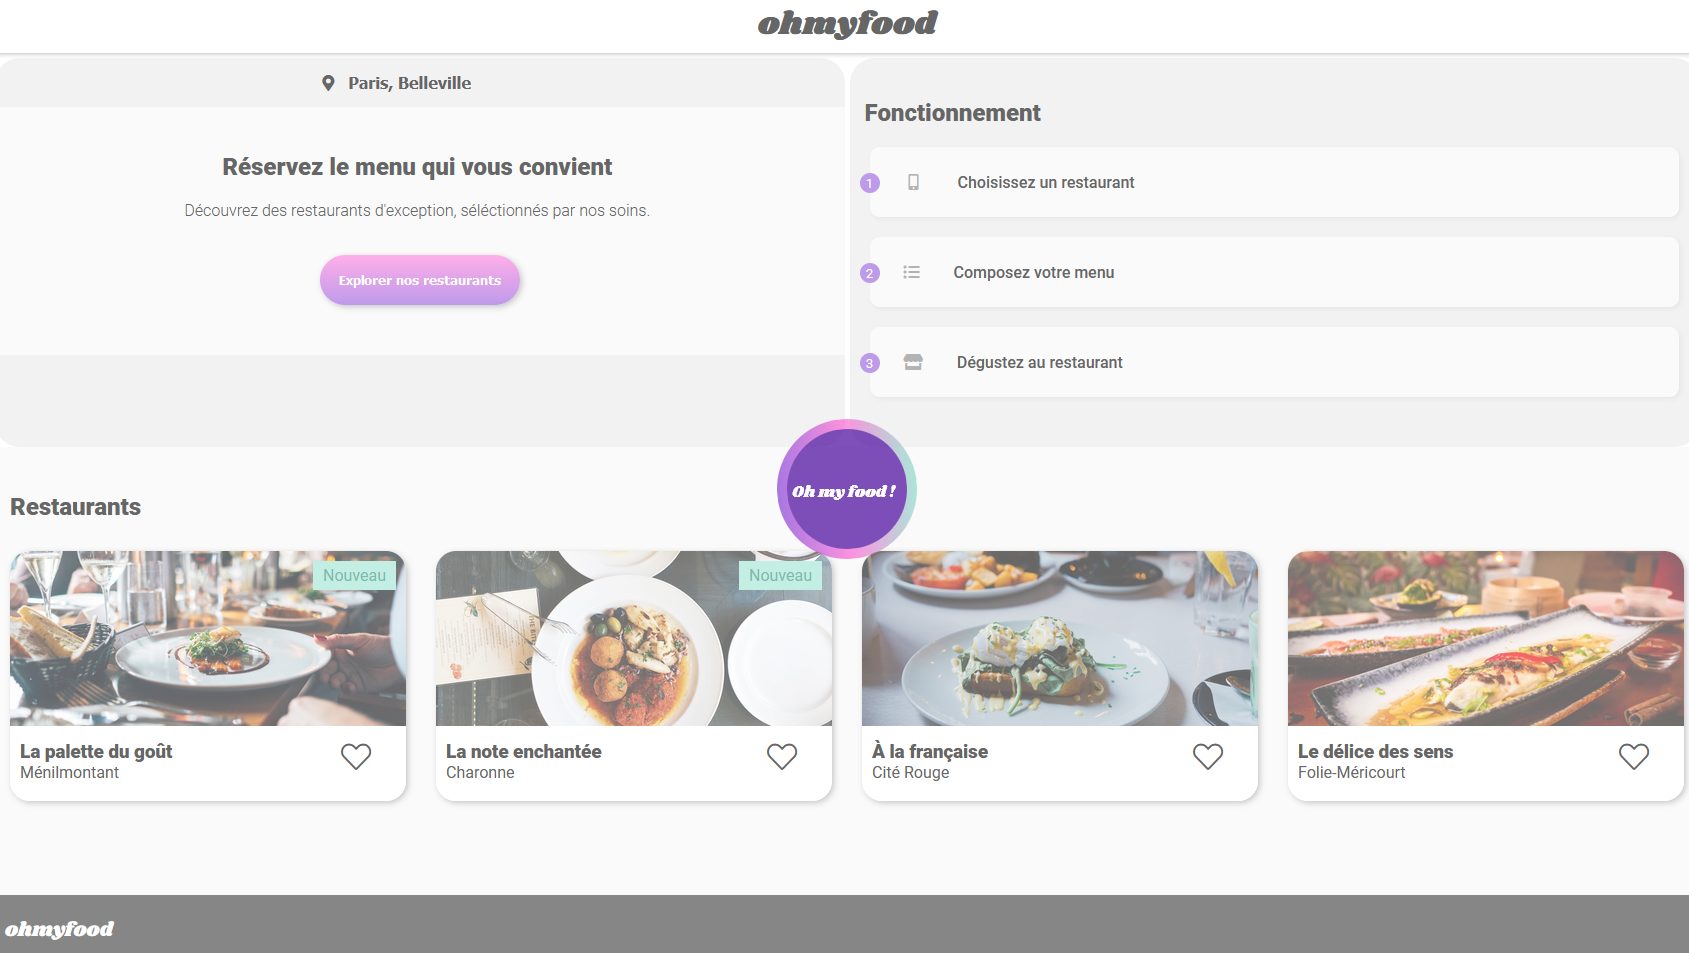 ohmyfood
Paris, Belleville
Réservez le menu qui vous convient
Découvrez des restaurants d'exception, séléctionnés par nos soins.
Explorer nos restaurants
Fonctionnement
1 Choisissez un restaurant
2 Composez votre menu
3 Dégustez au restaurant
Oh my food !
Restaurants
Nouveau
La palette du goût
Ménilmontant
Nouveau
La note enchantée
Charonne
À la française
Cité Rouge
Le délice des sens
Folie-Méricourt
ohmyfood